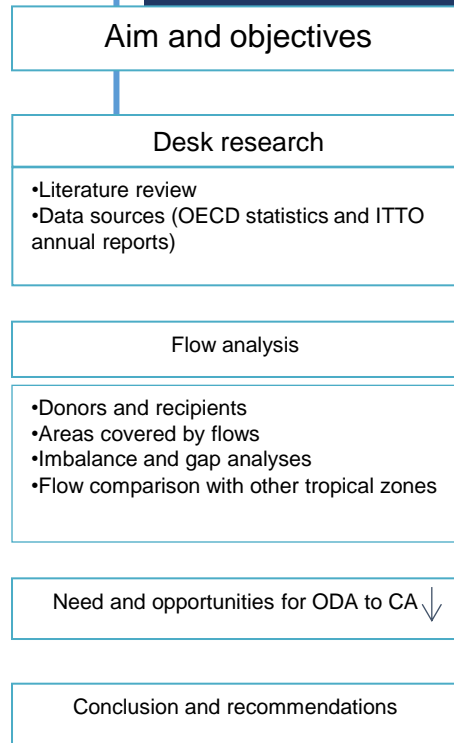 Aim and objectives
Desk research
•Literature review
•Data sources (OECD statistics and ITTO
annual reports)
Flow analysis
•Donors and recipients
•Areas covered by flows
•Imbalance and gap analyses
•Flow comparison with other tropical zones
Need and opportunities for ODA to CA
Conclusion and recommendations